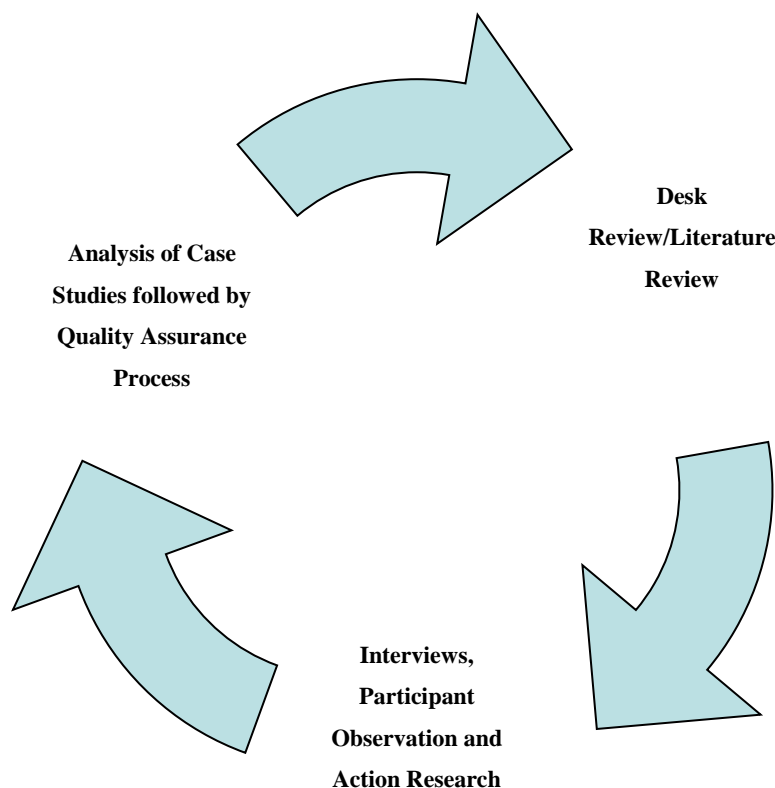 Desk
Review/Literature
Review
Analysis of Case
Studies followed by
Quality Assurance
Process
Interviews,
Participant
Observation and
Action Research